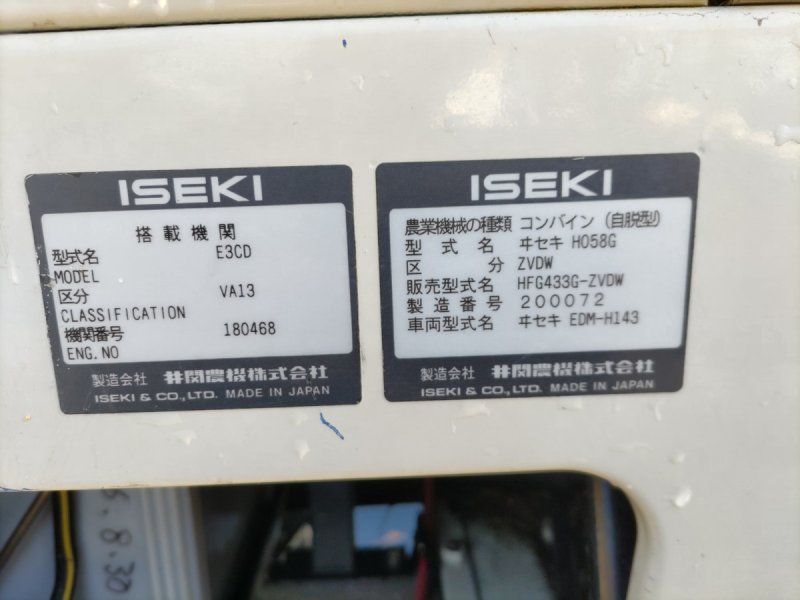 ISEKI
搭載機関
型式名 E3CD
MODEL
区分 VA13
CLASSIFICATION
機関番号 180468
ENG.NO
製造会社 井関農機株式会社
ISEKI & CO., LTD. MADE IN JAPAN
ISEKI
農業機械の種類 コンバイン (自脱型)
型式名 ヰセキ HO58G
区分 ZVDW
販売型式名 HFG433G-ZVDW
製造番号 200072
車両型式名 ヰセキ EDM-H143
製造会社 井関農機株式会社
ISEKI & CO., LTD. MADE IN JAPAN
.8.30